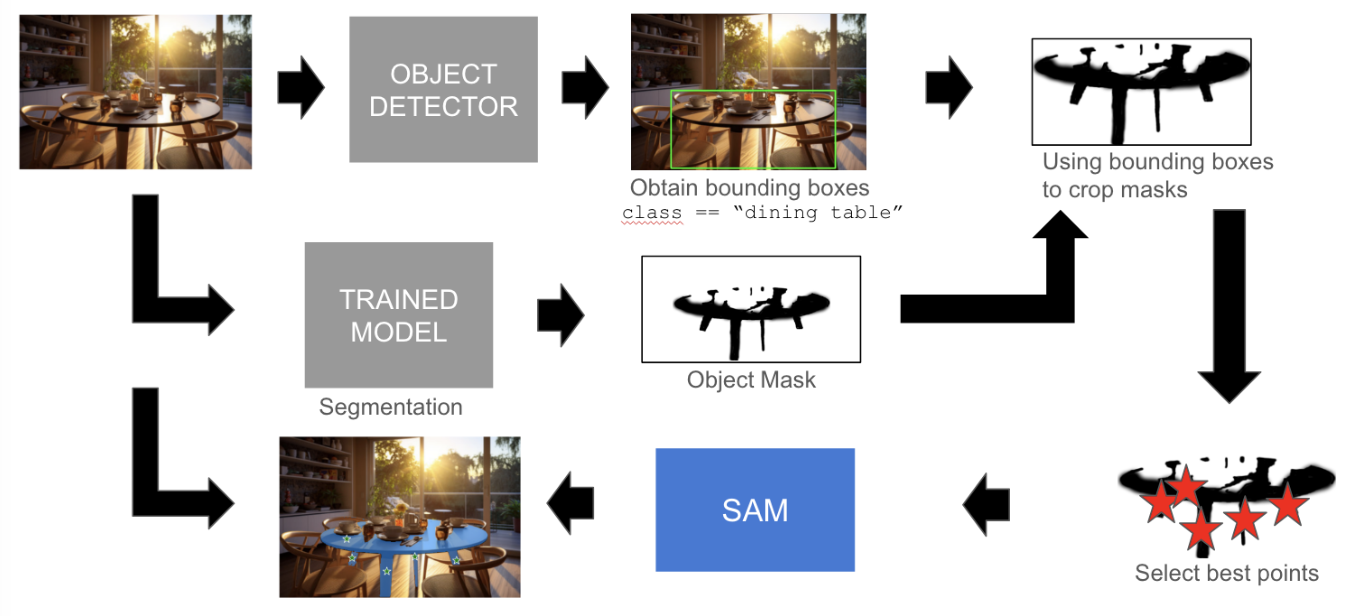 OBJECT
DETECTOR
Obtain bounding boxes
class == “dining table”
Using bounding boxes
to crop masks
TRAINED
MODEL
Segmentation
Object Mask
SAM
Select best points